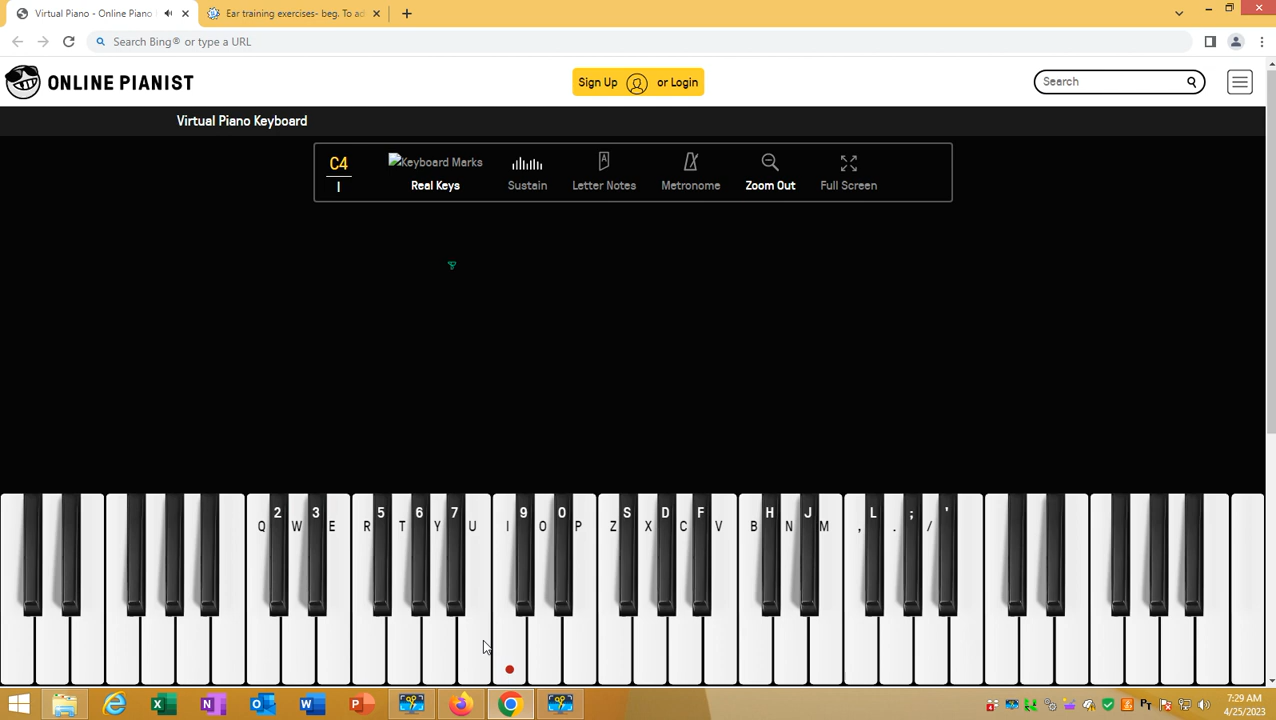 Virtual Piano - Online Piano
Ear training exercises- beg. To ad
Search Bing® or type a URL
ONLINE PIANIST
Sign Up or Login
Search
Virtual Piano Keyboard
C4
I
Keyboard Marks
Real Keys
Sustain
A
Letter Notes
Metronome
Zoom Out
Full Screen
2 3 5 6 7 9 0 S D F H J L ; '
Q W E R T Y U I O P Z X C V B N M , . /
7:29 AM
4/25/2023